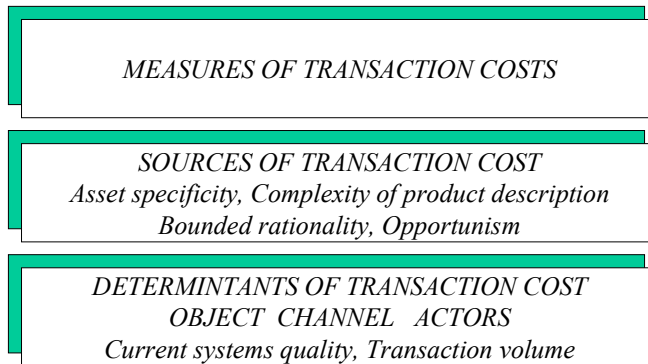 MEASURES OF TRANSACTION COSTS
SOURCES OF TRANSACTION COST
Asset specificity, Complexity of product description
Bounded rationality, Opportunism
DETERMINTANTS OF TRANSACTION COST
OBJECT CHANNEL ACTORS
Current systems quality, Transaction volume